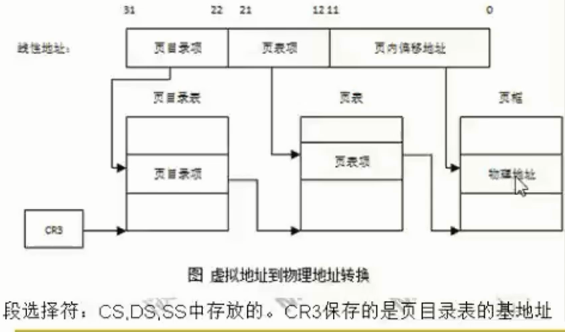 31 22 21 12 11 0
线性地址： 页目录项 页表项 页内偏移地址
页目录表 页表 页框
页目录项 页表项 物理地址
CR3
图 虚拟地址到物理地址转换
段选择符：CS,DS,SS中存放的。CR3保存的是页目录表的基地址